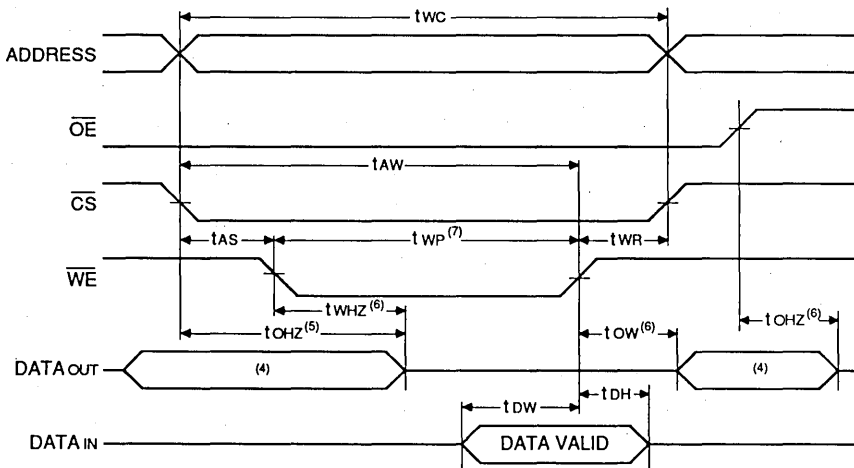 tWC
ADDRESS
OE
tAW
CS
tAS tWP(7) tWR
WE
tWHZ(6)
tOHZ(5) tOW(6) tOHZ(6)
DATA OUT (4) (4)
tDW tDH
DATA IN DATA VALID